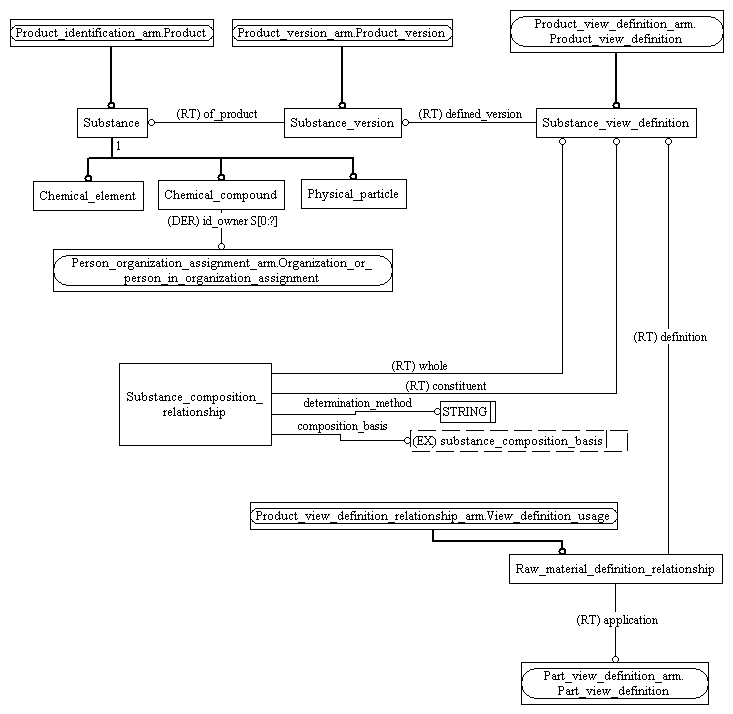 Product_identification_arm.Product
Product_version_arm.Product_version
Product_view_definition_arm.
Product_view_definition
Substance
(RT) of_product
Substance_version
(RT) defined_version
Substance_view_definition
1
Chemical_element
Chemical_compound
Physical_particle
(DER) id_owner S[0:?]
Person_organization_assignment_arm.Organization_or_
person_in_organization_assignment
(RT) definition
(RT) whole
Substance_composition_
relationship
(RT) constituent
determination_method
STRING
composition_basis
(EX) substance_composition_basis
Product_view_definition_relationship_arm.View_definition_usage
Raw_material_definition_relationship
(RT) application
Part_view_definition_arm.
Part_view_definition